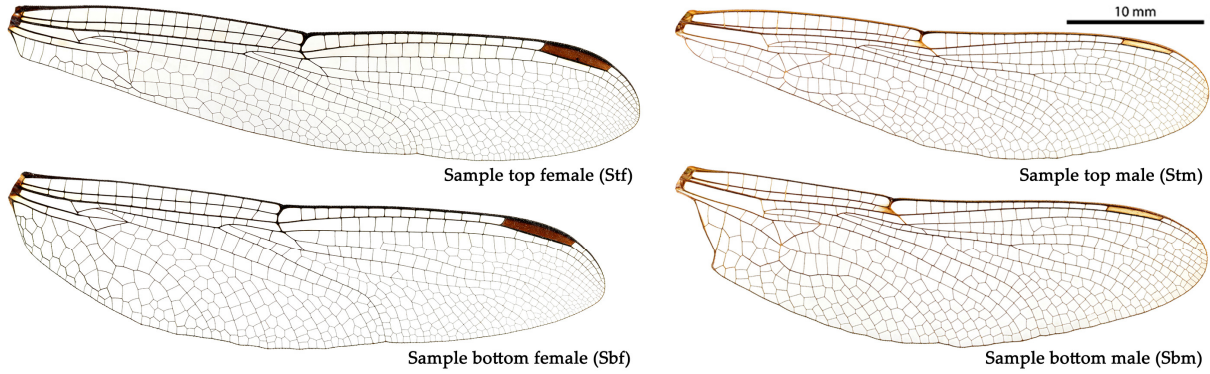 10 mm
Sample top female (Stf)
Sample top male (Stm)
Sample bottom female (Sbf)
Sample bottom male (Sbm)